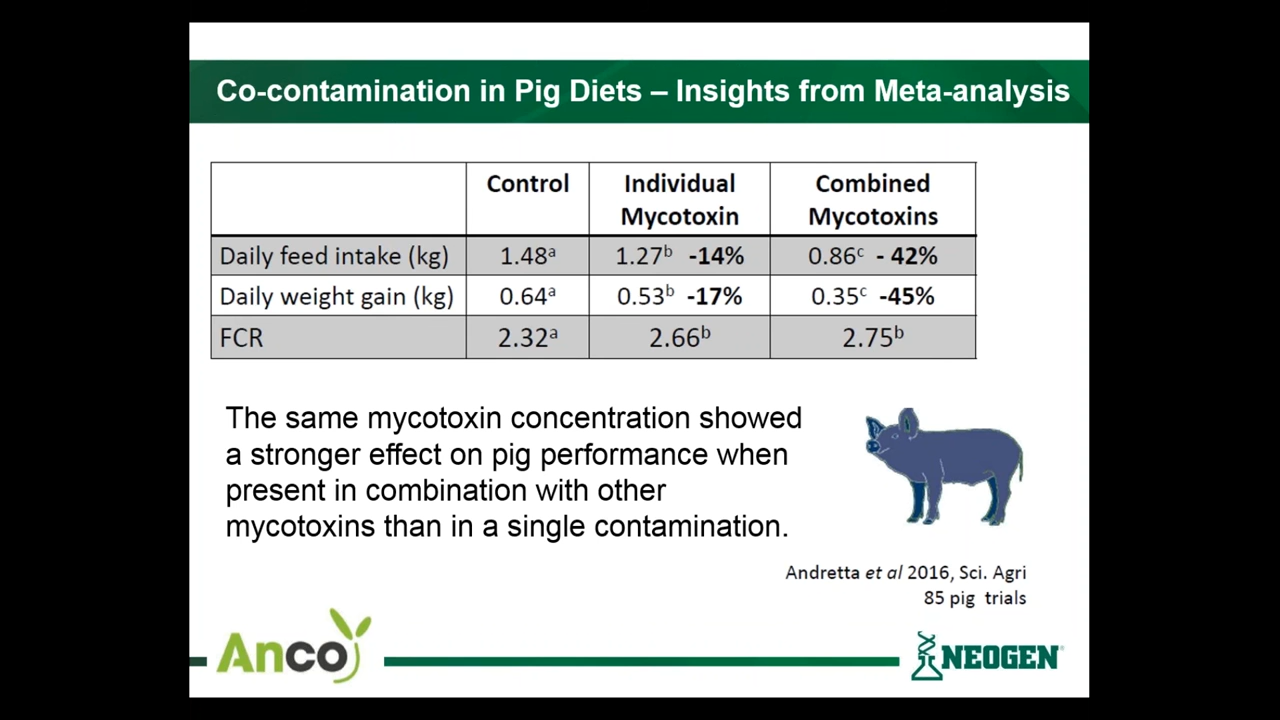 Co-contamination in Pig Diets – Insights from Meta-analysis
Control Individual Mycotoxin Combined Mycotoxins
Daily feed intake (kg) 1.48ᵃ 1.27ᵇ -14% 0.86ᶜ - 42%
Daily weight gain (kg) 0.64ᵃ 0.53ᵇ -17% 0.35ᶜ -45%
FCR 2.32ᵃ 2.66ᵇ 2.75ᵇ
The same mycotoxin concentration showed
a stronger effect on pig performance when
present in combination with other
mycotoxins than in a single contamination.
Andretta et al 2016, Sci. Agri
85 pig trials
Anco
NEOGEN®